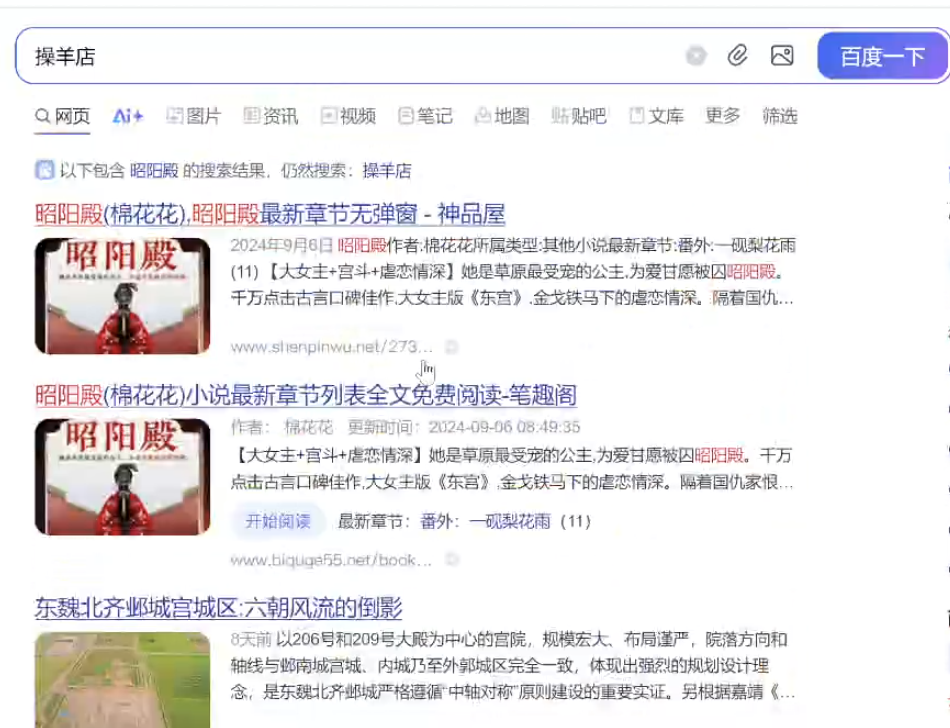 操羊店
百度一下
网页 Ai+ 图片 资讯 视频 笔记 地图 贴吧 文库 更多 筛选
以下包含 昭阳殿 的搜索结果，仍然搜索：操羊店
昭阳殿(棉花花),昭阳殿最新章节无弹窗 - 神品屋
昭阳殿
2024年9月6日 昭阳殿作者:棉花花所属类型:其他小说最新章节:番外:一砚梨花雨
(11) 【大女主+宫斗+虐恋情深】她是草原最受宠的公主,为爱甘愿被囚昭阳殿。
千万点击古言口碑佳作,大女主版《东宫》,金戈铁马下的虐恋情深。隔着国仇...
www.shenpinwu.net/273...
昭阳殿(棉花花)小说最新章节列表全文免费阅读-笔趣阁
昭阳殿
作者： 棉花花 更新时间：2024-09-06 08:49:35
【大女主+宫斗+虐恋情深】她是草原最受宠的公主,为爱甘愿被囚昭阳殿。千万
点击古言口碑佳作,大女主版《东宫》,金戈铁马下的虐恋情深。隔着国仇家恨...
开始阅读 最新章节：番外：一砚梨花雨（11）
www.biquge55.net/book...
东魏北齐邺城宫城区:六朝风流的倒影
8天前 以206号和209号大殿为中心的宫院，规模宏大、布局谨严，院落方向和
轴线与邺南城宫城、内城乃至外郭城区完全一致，体现出强烈的规划设计理
念，是东魏北齐邺城严格遵循“中轴对称”原则建设的重要实证。另根据嘉靖《...